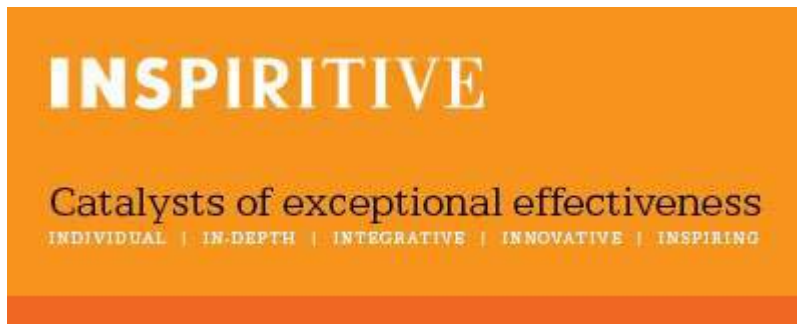 INSPIRITIVE
Catalysts of exceptional effectiveness
INDIVIDUAL | IN-DEPTH | INTEGRATIVE | INNOVATIVE | INSPIRING